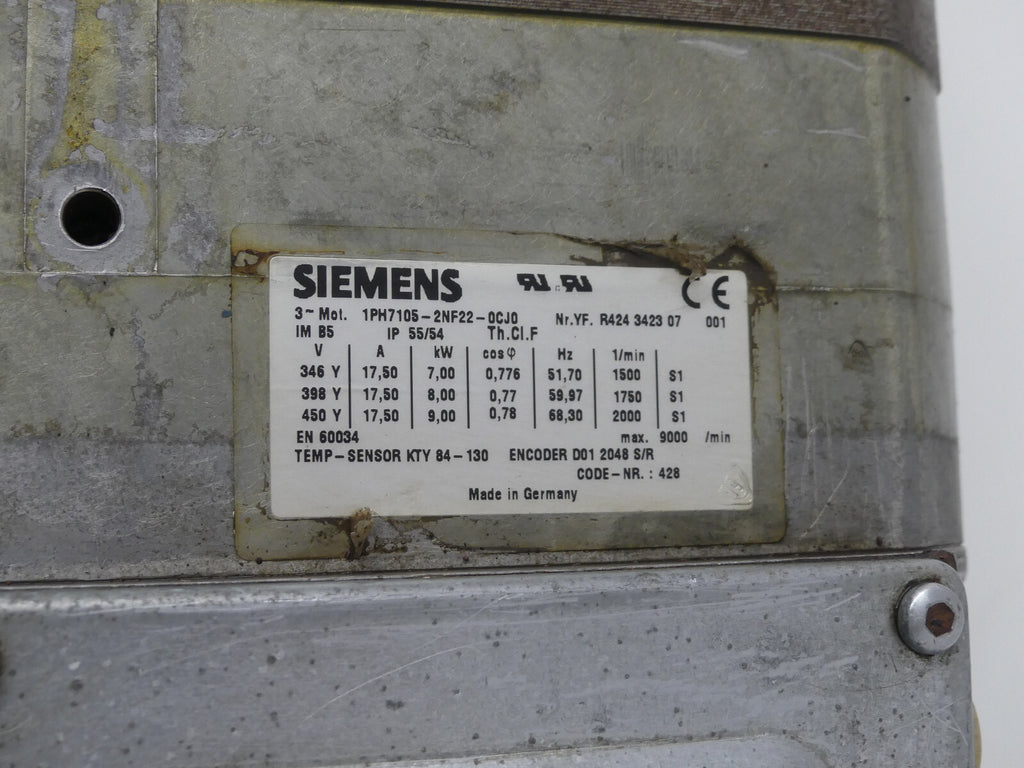 SIEMENS
3~ Mot. 1PH7105-2NF22-0CJ0 Nr.YF. R424 3423 07 001
IM B5 IP 55/54 Th.Cl.F
V A kW cosφ Hz 1/min
346 Y 17,50 7,00 0,776 51,70 1500 S1
398 Y 17,50 8,00 0,77 59,97 1750 S1
450 Y 17,50 9,00 0,78 68,30 2000 S1
EN 60034 max. 9000 /min
TEMP-SENSOR KTY 84-130 ENCODER D01 2048 S/R
CODE-NR. : 428
Made in Germany